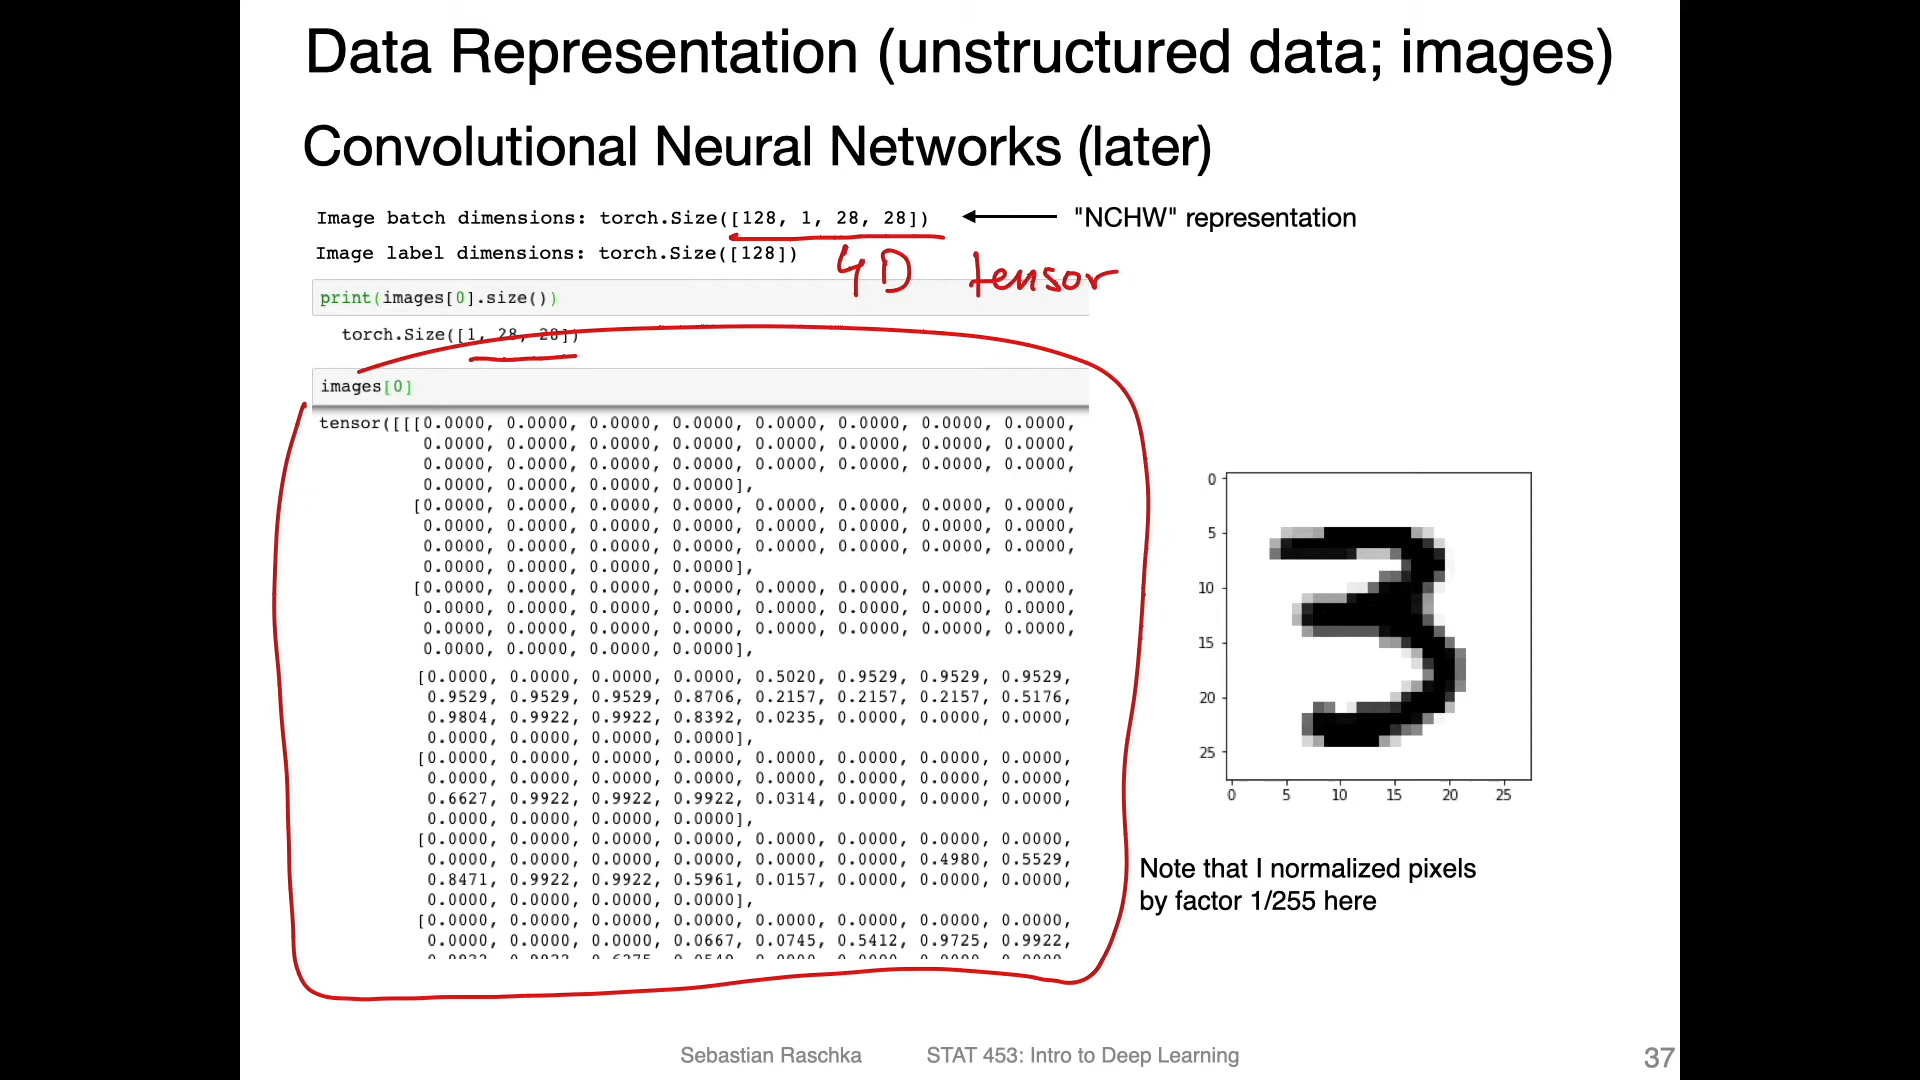 Data Representation (unstructured data; images)
Convolutional Neural Networks (later)
Image batch dimensions: torch.Size([128, 1, 28, 28])
"NCHW" representation
Image label dimensions: torch.Size([128])
4D tensor
print(images[0].size())
torch.Size([1, 28, 28])
images[0]
tensor([[[0.0000, 0.0000, 0.0000, 0.0000, 0.0000, 0.0000, 0.0000, 0.0000,
0.0000, 0.0000, 0.0000, 0.0000, 0.0000, 0.0000, 0.0000, 0.0000,
0.0000, 0.0000, 0.0000, 0.0000, 0.0000, 0.0000, 0.0000, 0.0000,
0.0000, 0.0000, 0.0000, 0.0000],
[0.0000, 0.0000, 0.0000, 0.0000, 0.0000, 0.0000, 0.0000, 0.0000,
0.0000, 0.0000, 0.0000, 0.0000, 0.0000, 0.0000, 0.0000, 0.0000,
0.0000, 0.0000, 0.0000, 0.0000, 0.0000, 0.0000, 0.0000, 0.0000,
0.0000, 0.0000, 0.0000, 0.0000],
[0.0000, 0.0000, 0.0000, 0.0000, 0.0000, 0.0000, 0.0000, 0.0000,
0.0000, 0.0000, 0.0000, 0.0000, 0.0000, 0.0000, 0.0000, 0.0000,
0.0000, 0.0000, 0.0000, 0.0000, 0.0000, 0.0000, 0.0000, 0.0000,
0.0000, 0.0000, 0.0000, 0.0000],
[0.0000, 0.0000, 0.0000, 0.0000, 0.5020, 0.9529, 0.9529, 0.9529,
0.9529, 0.9529, 0.9529, 0.8706, 0.2157, 0.2157, 0.2157, 0.5176,
0.9804, 0.9922, 0.9922, 0.8392, 0.0235, 0.0000, 0.0000, 0.0000,
0.0000, 0.0000, 0.0000, 0.0000],
[0.0000, 0.0000, 0.0000, 0.0000, 0.0000, 0.0000, 0.0000, 0.0000,
0.0000, 0.0000, 0.0000, 0.0000, 0.0000, 0.0000, 0.0000, 0.0000,
0.6627, 0.9922, 0.9922, 0.9922, 0.0314, 0.0000, 0.0000, 0.0000,
0.0000, 0.0000, 0.0000, 0.0000],
[0.0000, 0.0000, 0.0000, 0.0000, 0.0000, 0.0000, 0.0000, 0.0000,
0.0000, 0.0000, 0.0000, 0.0000, 0.0000, 0.0000, 0.4980, 0.5529,
0.8471, 0.9922, 0.9922, 0.5961, 0.0157, 0.0000, 0.0000, 0.0000,
0.0000, 0.0000, 0.0000, 0.0000],
[0.0000, 0.0000, 0.0000, 0.0000, 0.0000, 0.0000, 0.0000, 0.0000,
0.0000, 0.0000, 0.0000, 0.0667, 0.0745, 0.5412, 0.9725, 0.9922,
0
5
10
15
20
25
0 5 10 15 20 25
Note that I normalized pixels
by factor 1/255 here
Sebastian Raschka STAT 453: Intro to Deep Learning 37